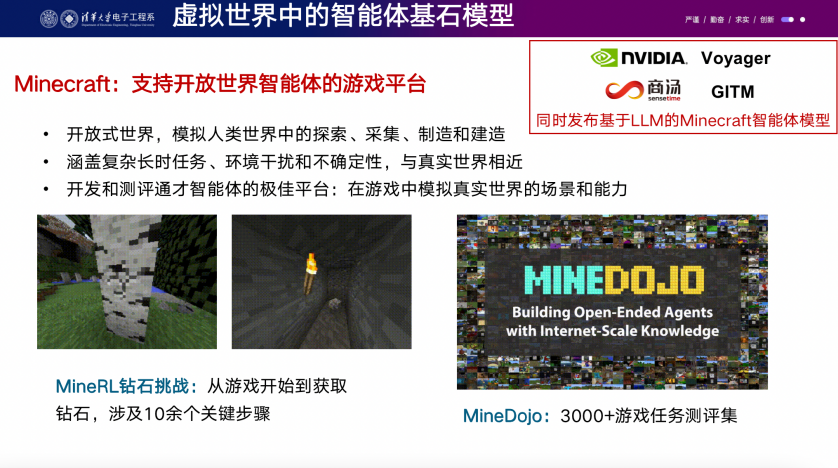 清华大学电子工程系
虚拟世界中的智能体基石模型
严谨 / 勤奋 / 求实 / 创新
NVIDIA. Voyager
商汤 sensetime GITM
同时发布基于LLM的Minecraft智能体模型
Minecraft：支持开放世界智能体的游戏平台
• 开放式世界，模拟人类世界中的探索、采集、制造和建造
• 涵盖复杂长时任务、环境干扰和不确定性，与真实世界相近
• 开发和测评通才智能体的极佳平台：在游戏中模拟真实世界的场景和能力
MINEDOJO
Building Open-Ended Agents
with Internet-Scale Knowledge
MineRL钻石挑战：从游戏开始到获取
钻石，涉及10余个关键步骤
MineDojo：3000+游戏任务测评集